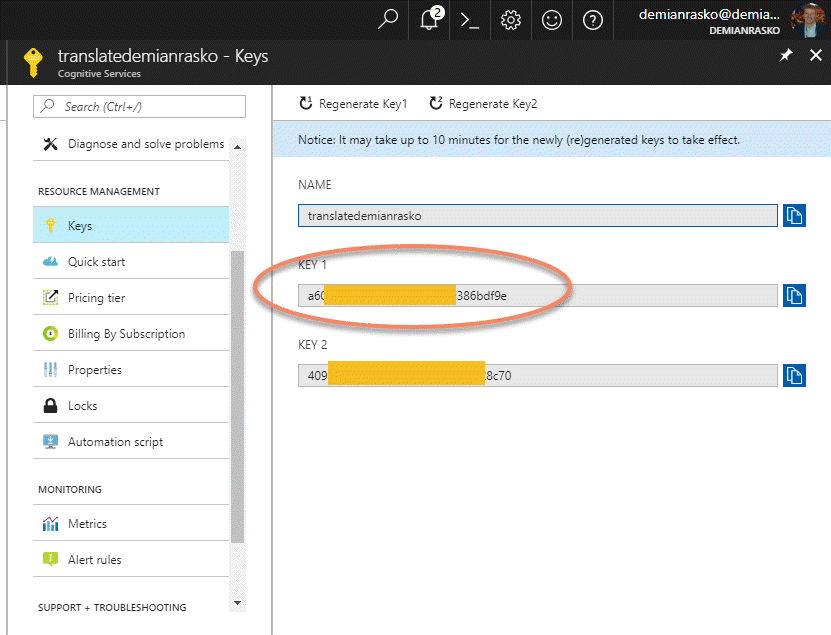 2
demianrasko@demia...
DEMIANRASKO
translatedemianrasko - Keys
Cognitive Services
Search (Ctrl+/)
Diagnose and solve problems
RESOURCE MANAGEMENT
Keys
Quick start
Pricing tier
Billing By Subscription
Properties
Locks
Automation script
MONITORING
Metrics
Alert rules
SUPPORT + TROUBLESHOOTING
Regenerate Key1
Regenerate Key2
Notice: It may take up to 10 minutes for the newly (re)generated keys to take effect.
NAME
translatedemianrasko
KEY 1
a60 386bdf9e
KEY 2
409 8c70